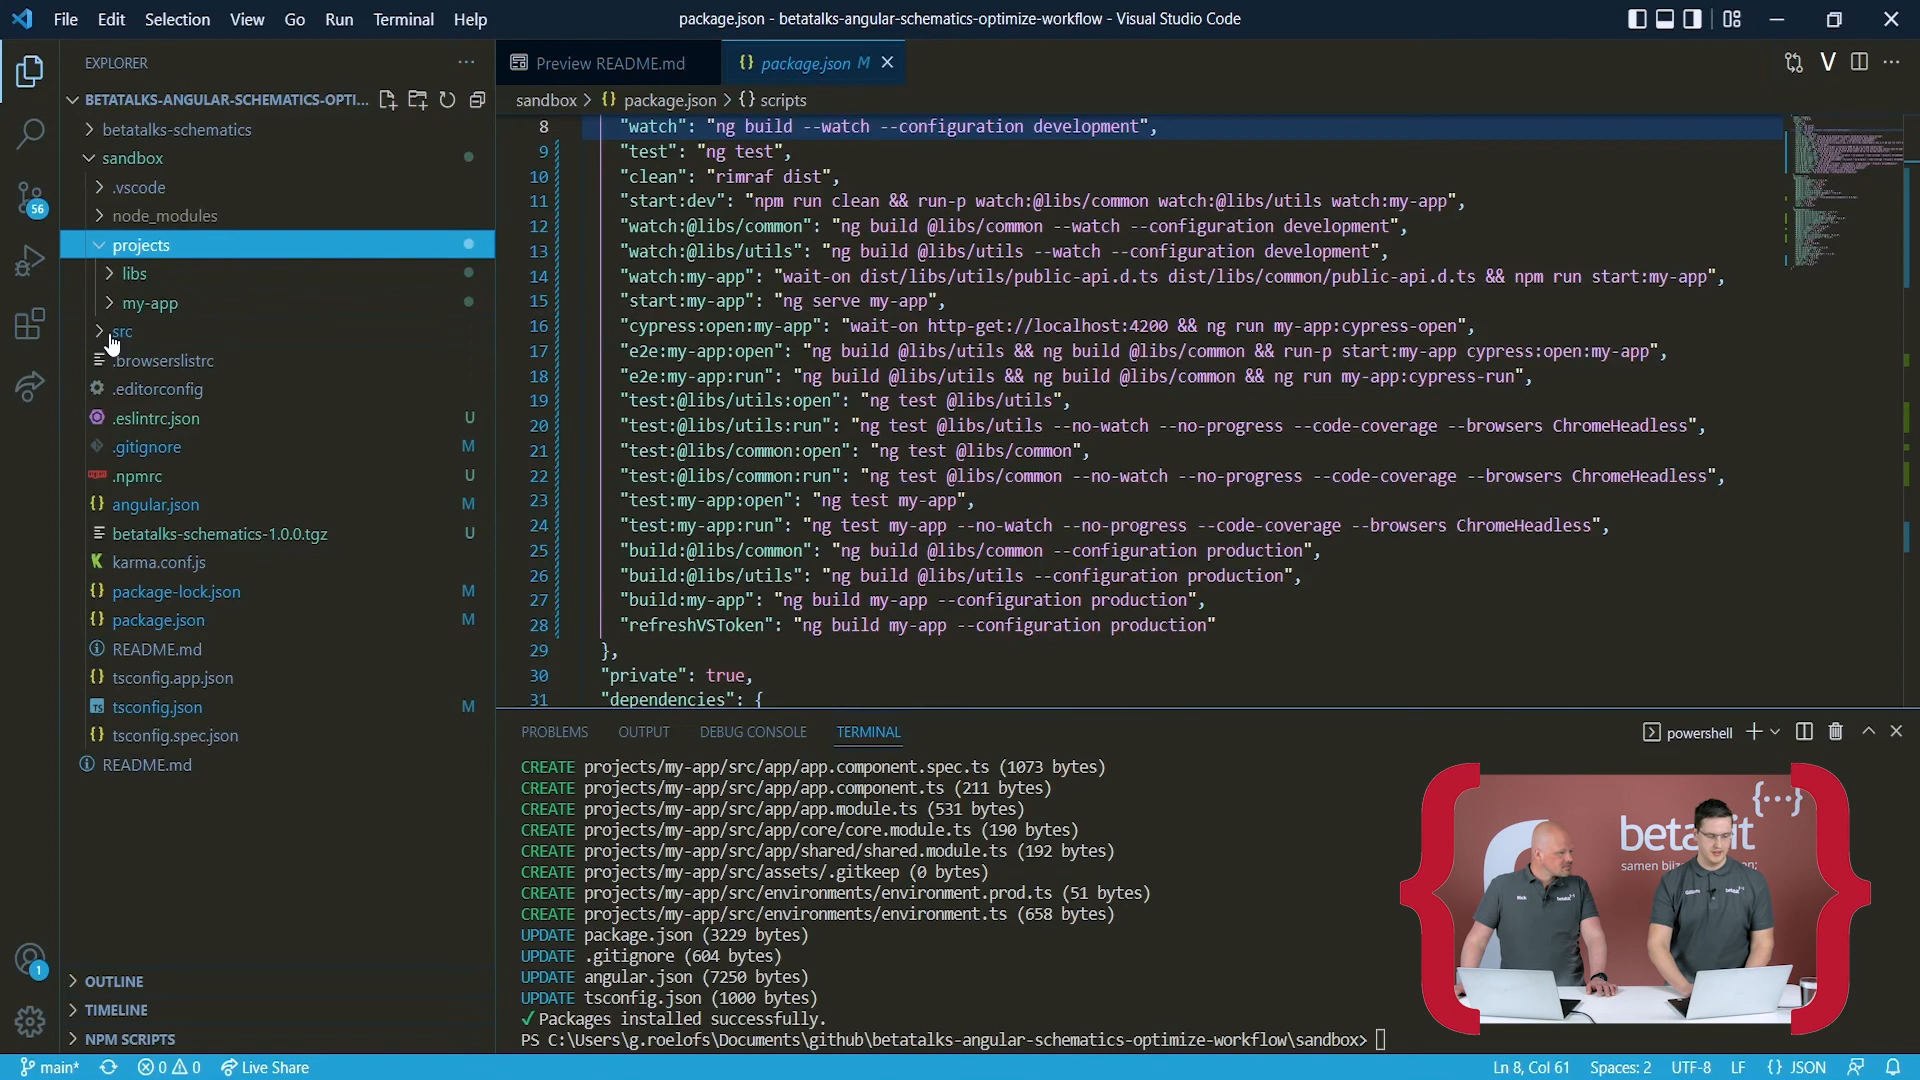 File Edit Selection View Go Run Terminal Help
package.json - betatalks-angular-schematics-optimize-workflow - Visual Studio Code
EXPLORER
BETATALKS-ANGULAR-SCHEMATICS-OPTI...
betatalks-schematics
sandbox
.vscode
node_modules
projects
libs
my-app
src
.browserslistrc
.editorconfig
.eslintrc.json U
.gitignore M
.npmrc U
angular.json M
betatalks-schematics-1.0.0.tgz U
karma.conf.js
package-lock.json M
package.json M
README.md
tsconfig.app.json
tsconfig.json M
tsconfig.spec.json
README.md
OUTLINE
TIMELINE
NPM SCRIPTS
56
1
Preview README.md
package.json M
sandbox > {} package.json > {} scripts
8 "watch": "ng build --watch --configuration development",
9 "test": "ng test",
10 "clean": "rimraf dist",
11 "start:dev": "npm run clean && run-p watch:@libs/common watch:@libs/utils watch:my-app",
12 "watch:@libs/common": "ng build @libs/common --watch --configuration development",
13 "watch:@libs/utils": "ng build @libs/utils --watch --configuration development",
14 "watch:my-app": "wait-on dist/libs/utils/public-api.d.ts dist/libs/common/public-api.d.ts && npm run start:my-app",
15 "start:my-app": "ng serve my-app",
16 "cypress:open:my-app": "wait-on http-get://localhost:4200 && ng run my-app:cypress-open",
17 "e2e:my-app:open": "ng build @libs/utils && ng build @libs/common && run-p start:my-app cypress:open:my-app",
18 "e2e:my-app:run": "ng build @libs/utils && ng build @libs/common && ng run my-app:cypress-run",
19 "test:@libs/utils:open": "ng test @libs/utils",
20 "test:@libs/utils:run": "ng test @libs/utils --no-watch --no-progress --code-coverage --browsers ChromeHeadless",
21 "test:@libs/common:open": "ng test @libs/common",
22 "test:@libs/common:run": "ng test @libs/common --no-watch --no-progress --code-coverage --browsers ChromeHeadless",
23 "test:my-app:open": "ng test my-app",
24 "test:my-app:run": "ng test my-app --no-watch --no-progress --code-coverage --browsers ChromeHeadless",
25 "build:@libs/common": "ng build @libs/common --configuration production",
26 "build:@libs/utils": "ng build @libs/utils --configuration production",
27 "build:my-app": "ng build my-app --configuration production",
28 "refreshVSToken": "ng build my-app --configuration production"
29 },
30 "private": true,
31 "dependencies": {
PROBLEMS OUTPUT DEBUG CONSOLE TERMINAL
powershell
CREATE projects/my-app/src/app/app.component.spec.ts (1073 bytes)
CREATE projects/my-app/src/app/app.component.ts (211 bytes)
CREATE projects/my-app/src/app/app.module.ts (531 bytes)
CREATE projects/my-app/src/app/core/core.module.ts (190 bytes)
CREATE projects/my-app/src/app/shared/shared.module.ts (192 bytes)
CREATE projects/my-app/src/assets/.gitkeep (0 bytes)
CREATE projects/my-app/src/environments/environment.prod.ts (51 bytes)
CREATE projects/my-app/src/environments/environment.ts (658 bytes)
UPDATE package.json (3229 bytes)
UPDATE .gitignore (604 bytes)
UPDATE angular.json (7250 bytes)
UPDATE tsconfig.json (1000 bytes)
✓ Packages installed successfully.
PS C:\Users\g.roelofs\Documents\github\betatalks-angular-schematics-optimize-workflow\sandbox>
{...}
samen
Rick
main* 0 0 Live Share
Ln 8, Col 61 Spaces: 2 UTF-8 LF {} JSON